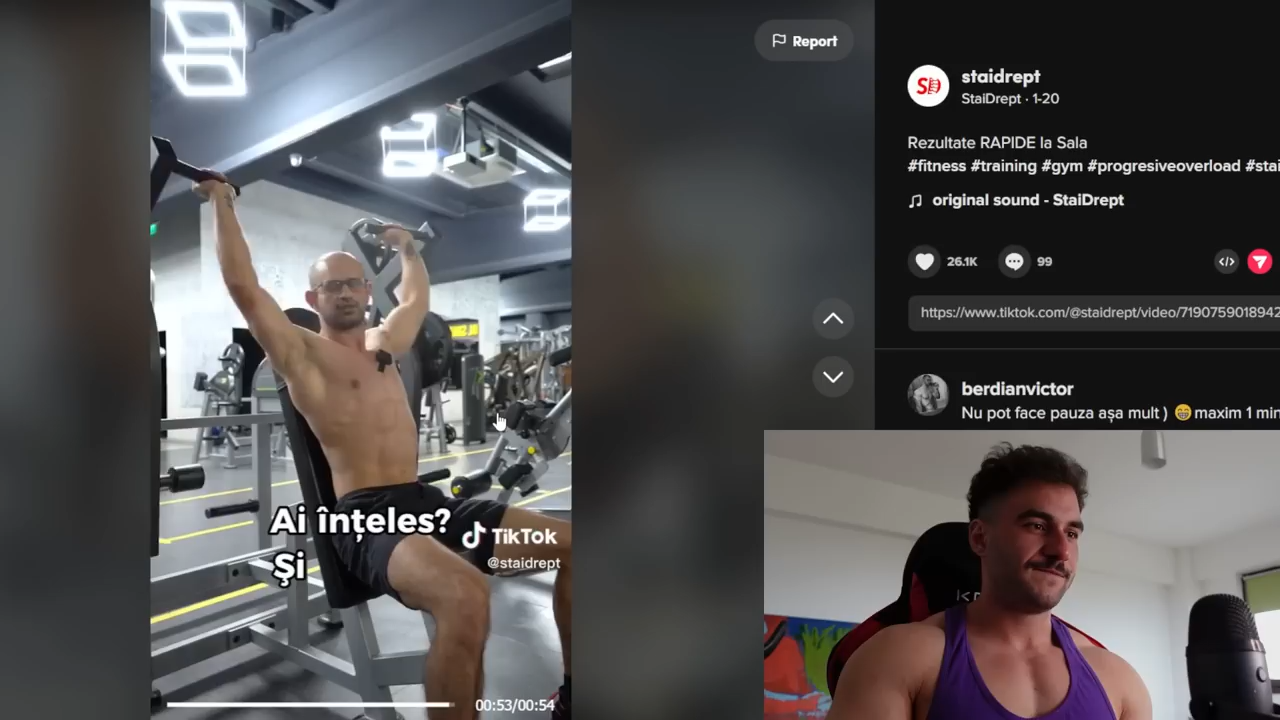 Report
staidrept
StaiDrept · 1-20
Rezultate RAPIDE la Sala
#fitness #training #gym #progresiveoverload #stai
original sound - StaiDrept
26.1K
99
https://www.tiktok.com/@staidrept/video/7190759018942
berdianvictor
Nu pot face pauza așa mult ) 😁 maxim 1 min
Ai înțeles?
Și
TikTok
@staidrept
00:53/00:54